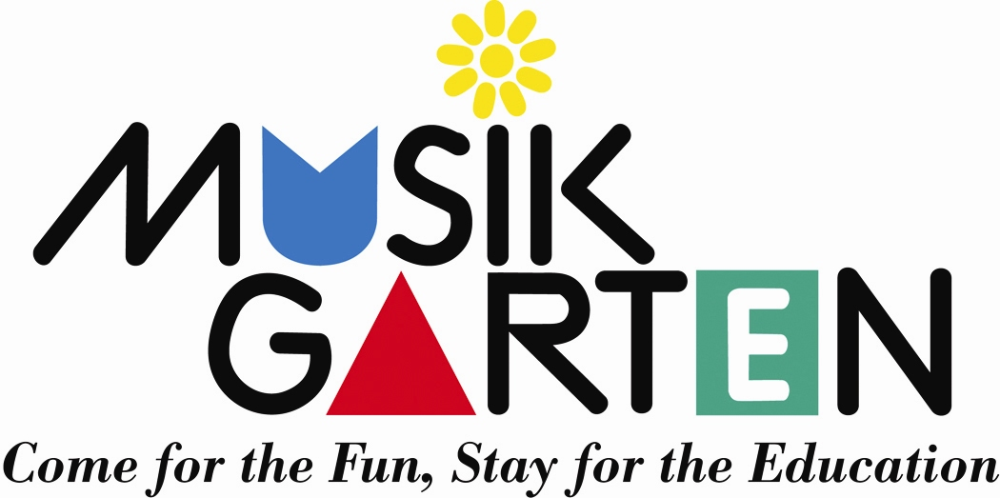 MUSIK
GARTEN
Come for the Fun, Stay for the Education